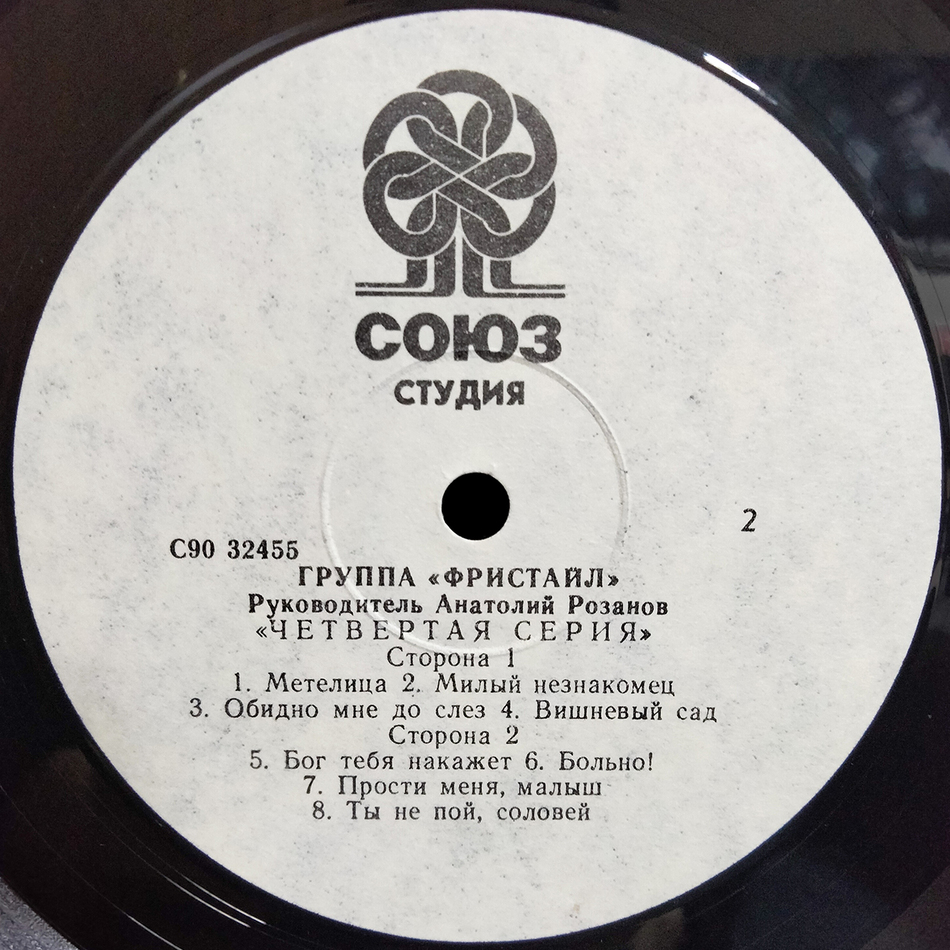 СОЮЗ
СТУДИЯ
2
С90 32455
ГРУППА «ФРИСТАЙЛ»
Руководитель Анатолий Розанов
«ЧЕТВЕРТАЯ СЕРИЯ»
Сторона 1
1. Метелица 2. Милый незнакомец
3. Обидно мне до слез 4. Вишневый сад
Сторона 2
5. Бог тебя накажет 6. Больно!
7. Прости меня, малыш
8. Ты не пой, соловей